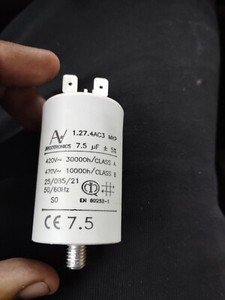 1.27.4AC3 MKP
7.5 µF ± 5%
420V~ 30000h/CLASS A
470V~ 10000h/CLASS B
25/085/21
50/60Hz
S0
EN 60252-1
CE 7.5